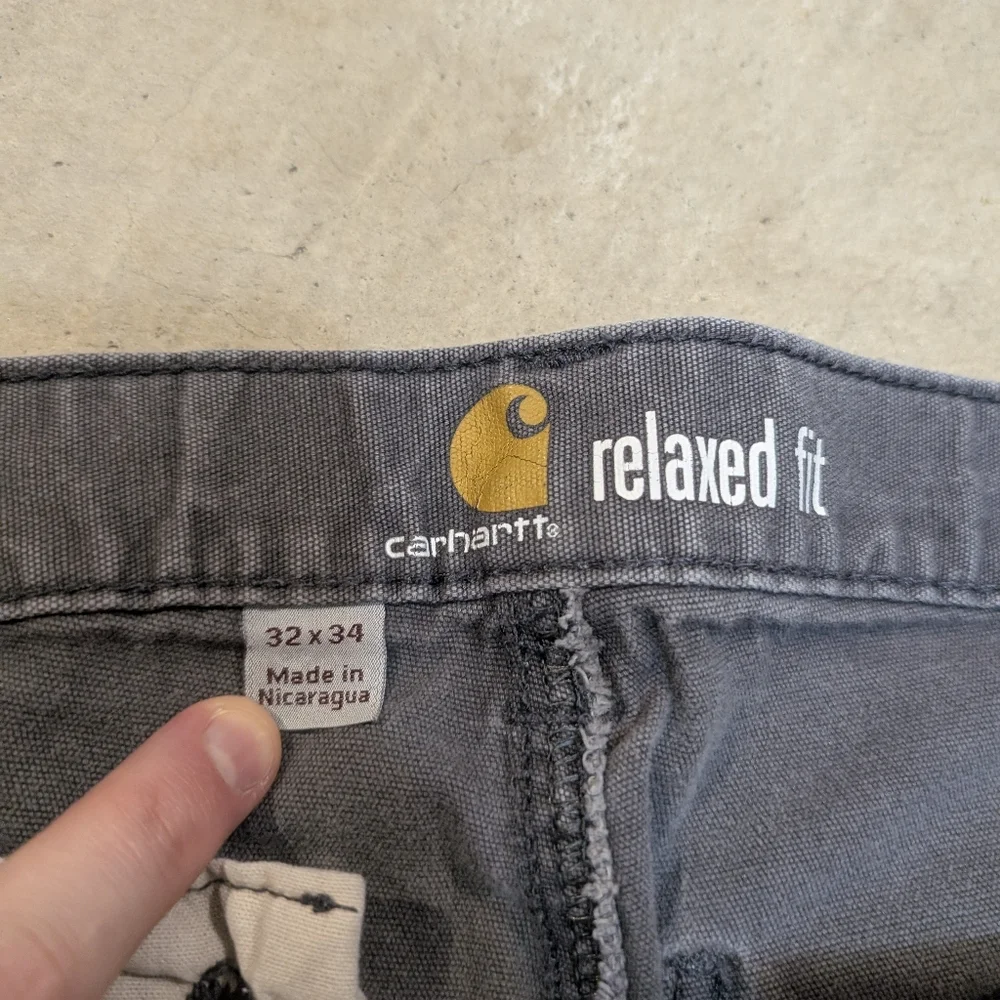 relaxed fit
carhartt®
32 x 34
Made in
Nicaragua